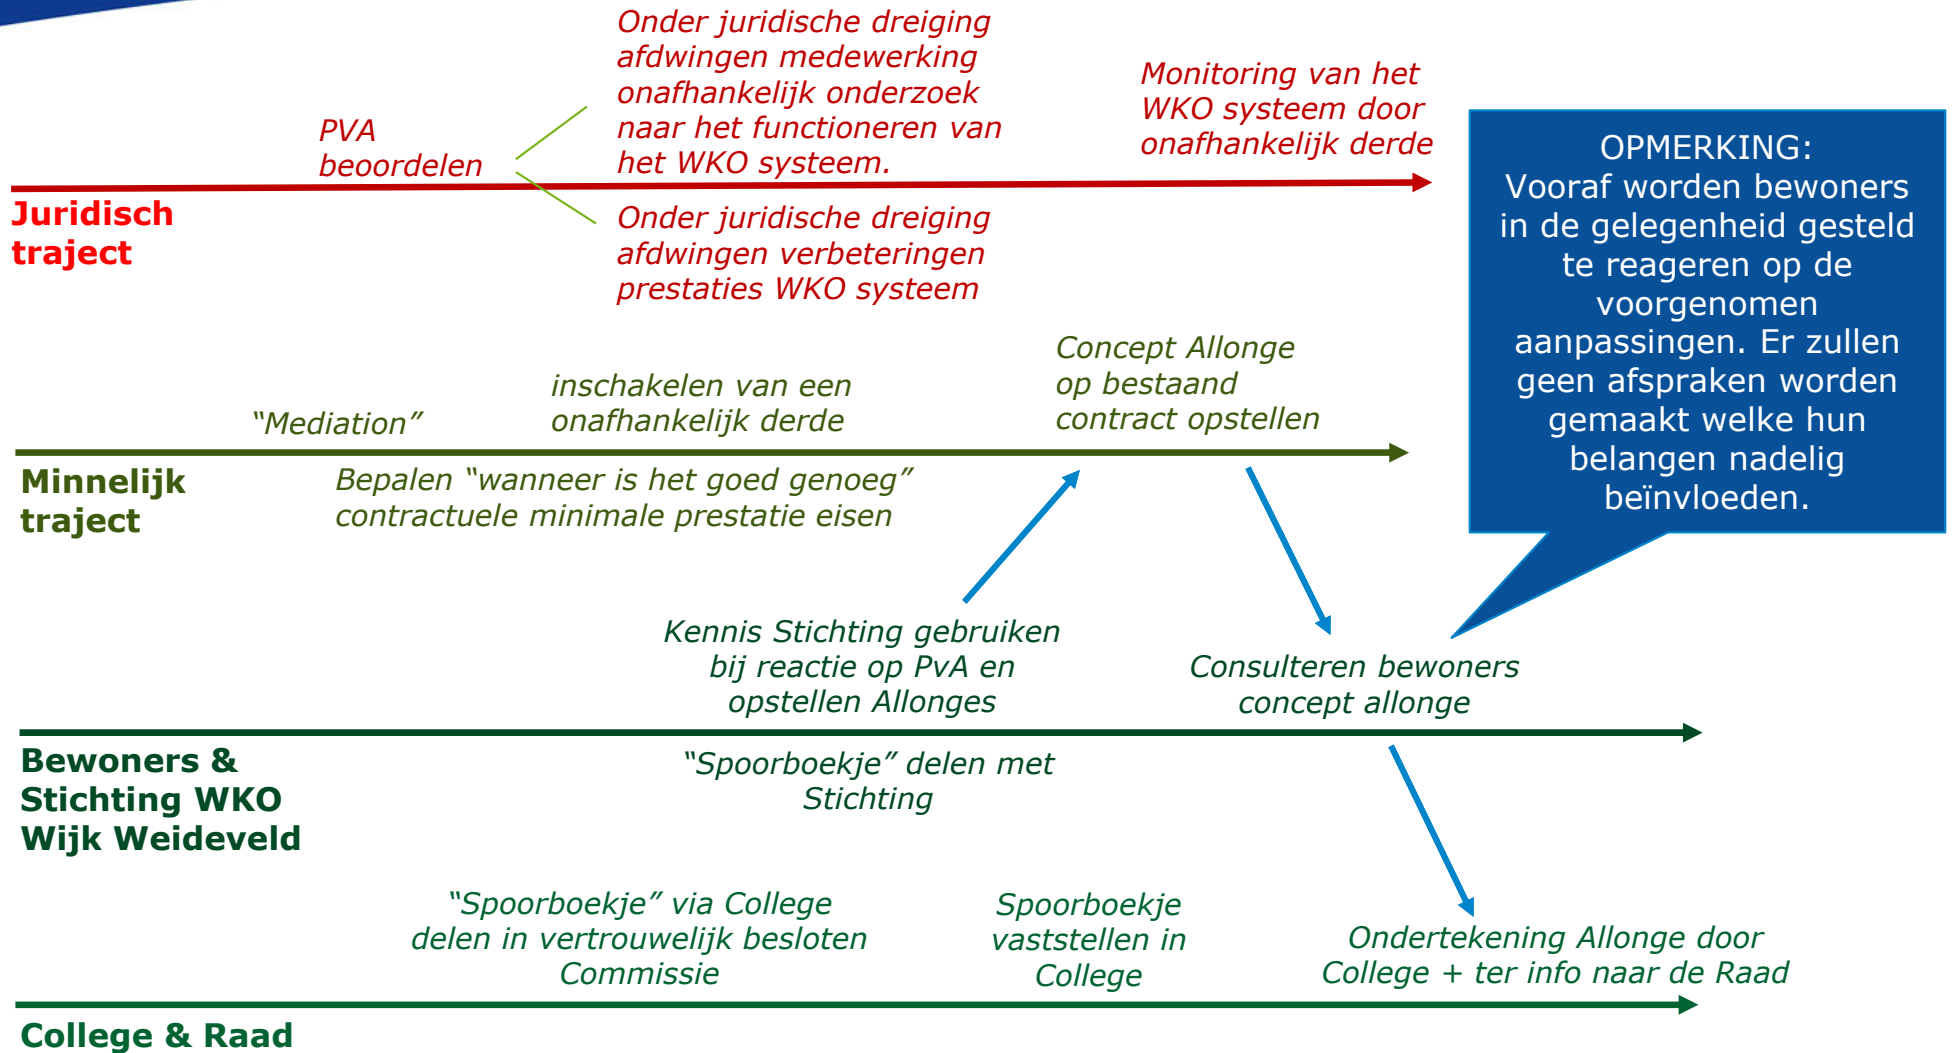 Onder juridische dreiging
afdwingen medewerking
onafhankelijk onderzoek
naar het functioneren van
het WKO systeem.
PVA
beoordelen
Monitoring van het
WKO systeem door
onafhankelijk derde
Juridisch
traject
Onder juridische dreiging
afdwingen verbeteringen
prestaties WKO systeem
OPMERKING:
Vooraf worden bewoners
in de gelegenheid gesteld
te reageren op de
voorgenomen
aanpassingen. Er zullen
geen afspraken worden
gemaakt welke hun
belangen nadelig
beïnvloeden.
“Mediation”
inschakelen van een
onafhankelijk derde
Concept Allonge
op bestaand
contract opstellen
Minnelijk
traject
Bepalen “wanneer is het goed genoeg”
contractuele minimale prestatie eisen
Kennis Stichting gebruiken
bij reactie op PvA en
opstellen Allonges
Consulteren bewoners
concept allonge
Bewoners &
Stichting WKO
Wijk Weideveld
“Spoorboekje” delen met
Stichting
“Spoorboekje” via College
delen in vertrouwelijk besloten
Commissie
Spoorboekje
vaststellen in
College
Ondertekening Allonge door
College + ter info naar de Raad
College & Raad